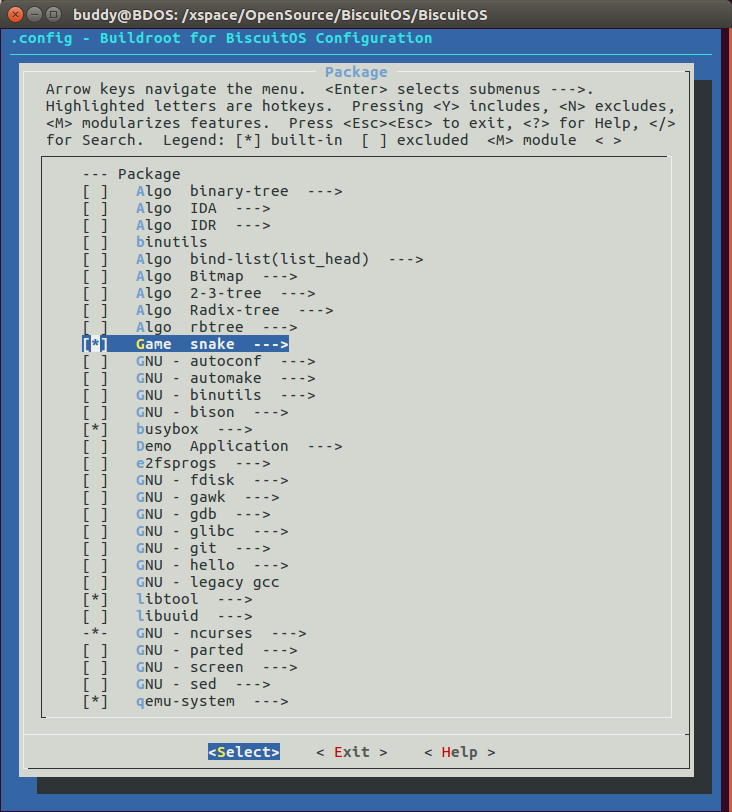 buddy@BDOS: /xspace/OpenSource/BiscuitOS/BiscuitOS
.config - Buildroot for BiscuitOS Configuration
Package
Arrow keys navigate the menu.  <Enter> selects submenus --->.
Highlighted letters are hotkeys.  Pressing <Y> includes, <N> excludes,
<M> modularizes features.  Press <Esc><Esc> to exit, <?> for Help, </>
for Search.  Legend: [*] built-in  [ ] excluded  <M> module  < >
--- Package
[ ]   Algo  binary-tree  --->
[ ]   Algo  IDA  --->
[ ]   Algo  IDR  --->
[ ]   binutils
[ ]   Algo  bind-list(list_head)  --->
[ ]   Algo  Bitmap  --->
[ ]   Algo  2-3-tree  --->
[ ]   Algo  Radix-tree  --->
[ ]   Algo  rbtree  --->
[*]   Game  snake  --->
[ ]   GNU - autoconf  --->
[ ]   GNU - automake  --->
[ ]   GNU - binutils  --->
[ ]   GNU - bison  --->
[*]   busybox  --->
[ ]   Demo  Application  --->
[ ]   e2fsprogs  --->
[ ]   GNU - fdisk  --->
[ ]   GNU - gawk  --->
[ ]   GNU - gdb  --->
[ ]   GNU - glibc  --->
[ ]   GNU - git  --->
[ ]   GNU - hello  --->
[ ]   GNU - legacy gcc
[*]   libtool  --->
[ ]   libuuid  --->
-*-   GNU - ncurses  --->
[ ]   GNU - parted  --->
[ ]   GNU - screen  --->
[ ]   GNU - sed  --->
[*]   qemu-system  --->
<Select>    < Exit >    < Help >